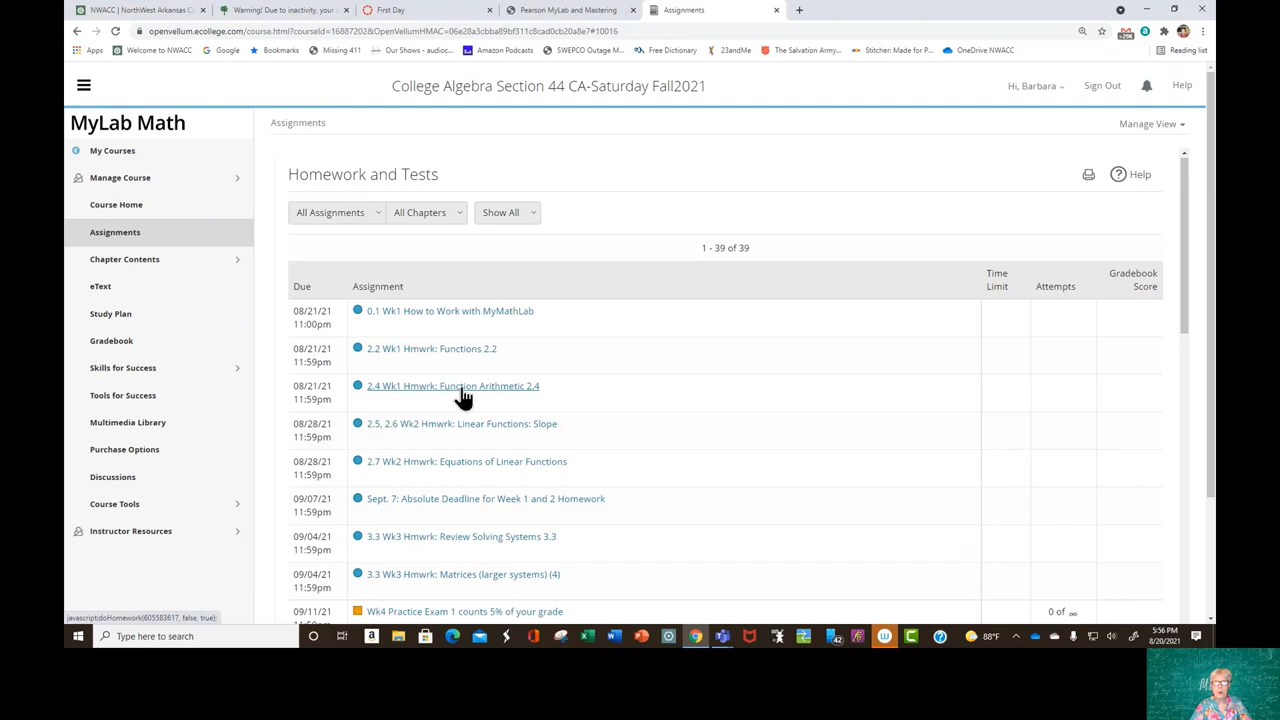 NWACC | NorthWest Arkansas C
Warning! Due to inactivity, your
First Day
Pearson MyLab and Mastering
Assignments
openvellum.ecollege.com/course.html?courseId=16887202&OpenVellumHMAC=06e28a3cbba89bf311c8cad0cb20a8e7#10016
Apps
Welcome to NWACC
Google
Bookmarks
Missing 411
Our Shows - audioc...
Amazon Podcasts
SWEPCO Outage M...
Free Dictionary
23andMe
The Salvation Army...
Stitcher: Made for P...
OneDrive NWACC
Reading list
College Algebra Section 44 CA-Saturday Fall2021
Hi, Barbara
Sign Out
Help
MyLab Math
Assignments
Manage View
My Courses
Manage Course
Course Home
Assignments
Chapter Contents
eText
Study Plan
Gradebook
Skills for Success
Tools for Success
Multimedia Library
Purchase Options
Discussions
Course Tools
Instructor Resources
Homework and Tests
Help
All Assignments
All Chapters
Show All
1 - 39 of 39
Due
Assignment
Time Limit
Attempts
Gradebook Score
08/21/21 11:00pm
0.1 Wk1 How to Work with MyMathLab
08/21/21 11:59pm
2.2 Wk1 Hmwrk: Functions 2.2
08/21/21 11:59pm
2.4 Wk1 Hmwrk: Function Arithmetic 2.4
08/28/21 11:59pm
2.5, 2.6 Wk2 Hmwrk: Linear Functions: Slope
08/28/21 11:59pm
2.7 Wk2 Hmwrk: Equations of Linear Functions
09/07/21 11:59pm
Sept. 7: Absolute Deadline for Week 1 and 2 Homework
09/04/21 11:59pm
3.3 Wk3 Hmwrk: Review Solving Systems 3.3
09/04/21 11:59pm
3.3 Wk3 Hmwrk: Matrices (larger systems) (4)
09/11/21 11:59pm
Wk4 Practice Exam 1 counts 5% of your grade
0 of ∞
javascript:doHomework(605583617, false, true);
Type here to search
42
88°F
5:56 PM
8/20/2021